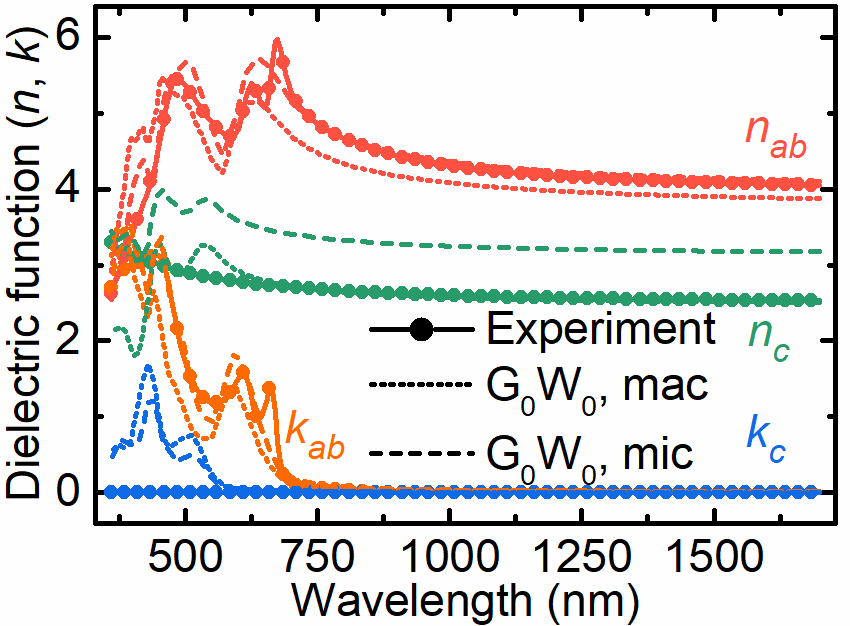 Dielectric function (n, k)
6
4
2
0
n_ab
n_c
k_ab
k_c
Experiment
G₀W₀, mac
G₀W₀, mic
500 750 1000 1250 1500
Wavelength (nm)